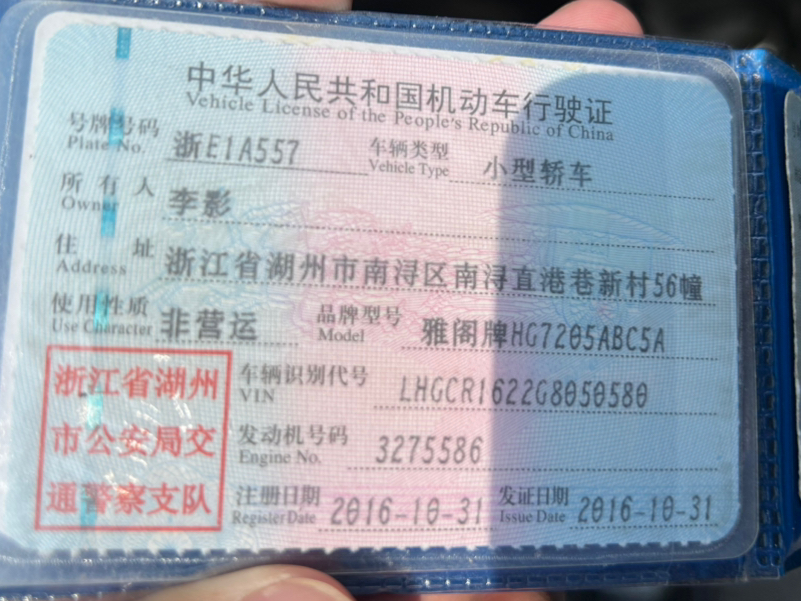 中华人民共和国机动车行驶证
Vehicle License of the People's Republic of China
号牌号码 浙E1A557 车辆类型 小型轿车
Plate No. Vehicle Type
所有人 李影
Owner
住址 浙江省湖州市南浔区南浔直港巷新村56幢
Address
使用性质 非营运 品牌型号 雅阁牌HG7205ABC5A
Use Character Model
浙江省湖州
市公安局交
通警察支队
车辆识别代号 LHGCR1622G8050580
VIN
发动机号码 3275586
Engine No.
注册日期 2016-10-31 发证日期 2016-10-31
Register Date Issue Date